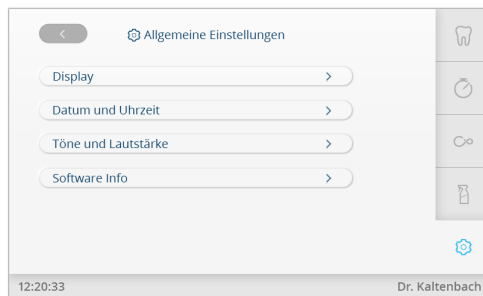 Allgemeine Einstellungen
Display
Datum und Uhrzeit
Töne und Lautstärke
Software Info
12:20:33 Dr. Kaltenbach